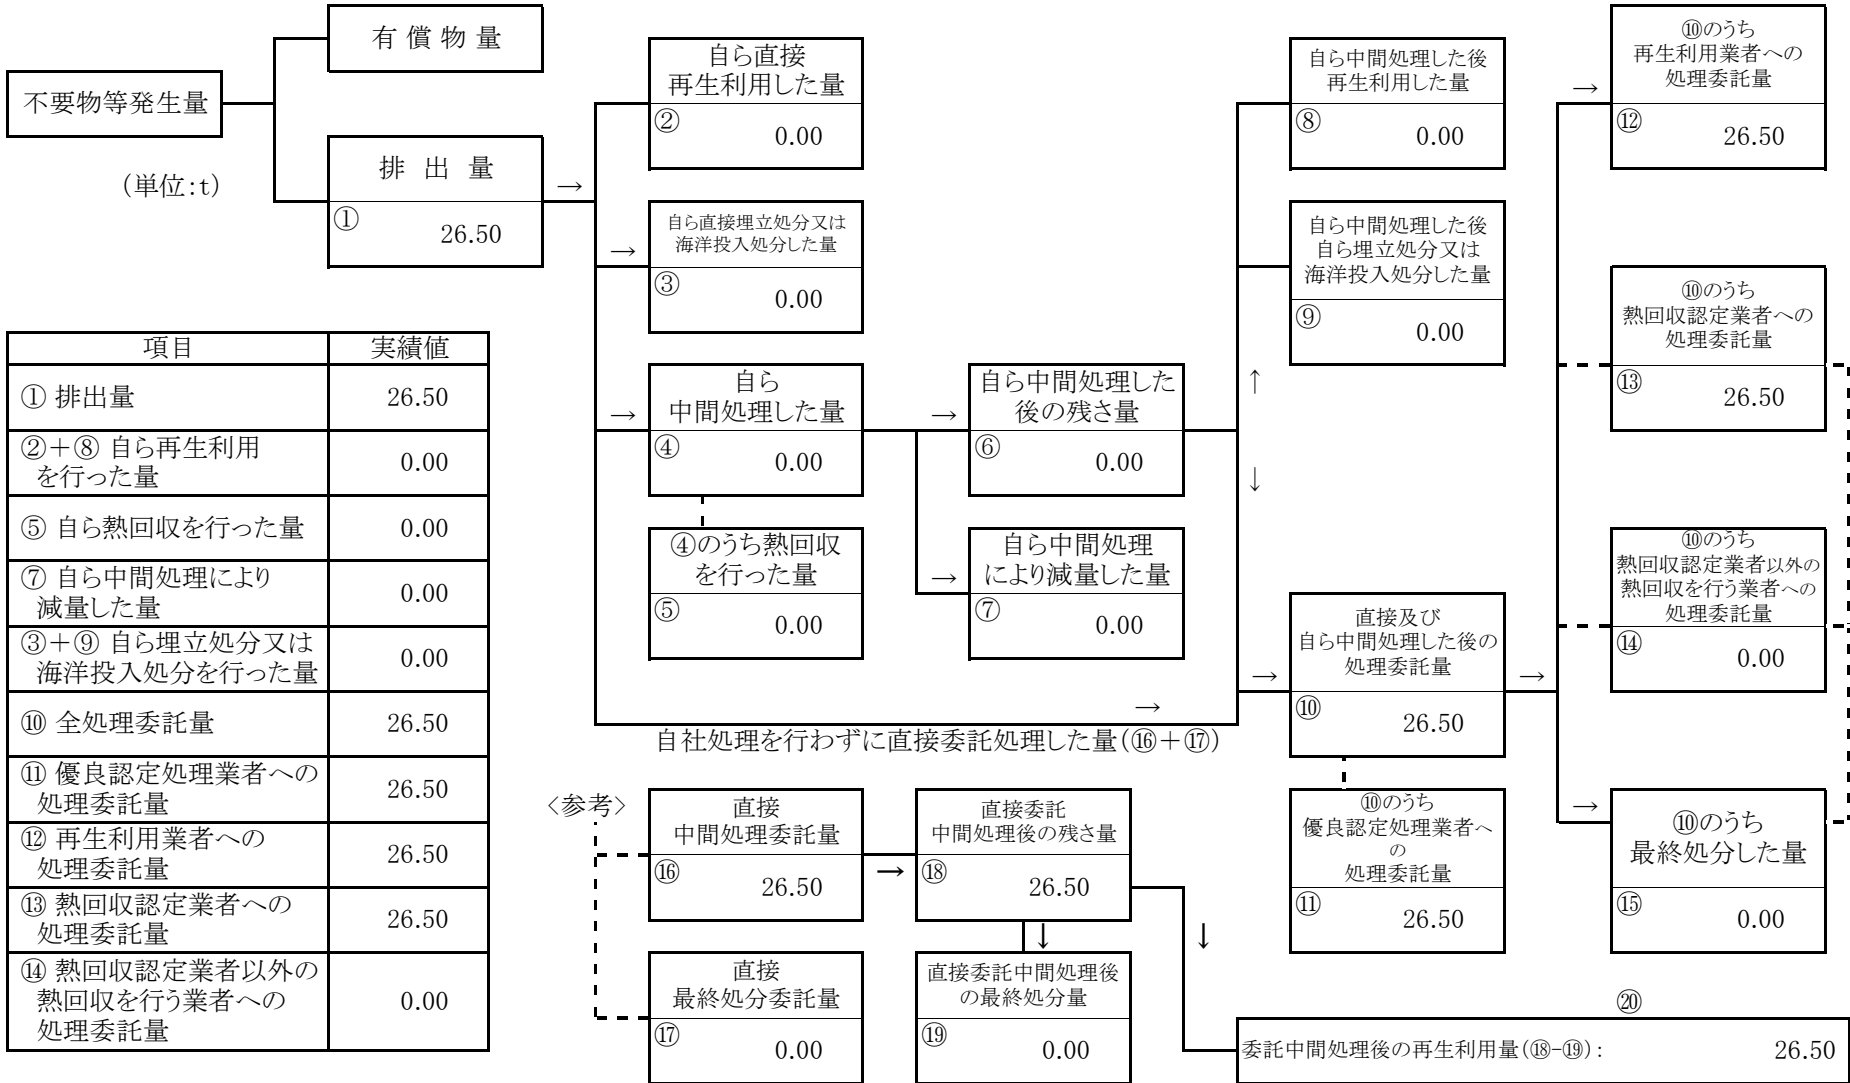 有 償 物 量
不要物等発生量
(単位:t)
排 出 量
①
26.50
→
自ら直接
再生利用した量
②
0.00
→
自ら直接埋立処分又は
海洋投入処分した量
③
0.00
→
自ら
中間処理した量
④
0.00
④のうち熱回収
を行った量
⑤
0.00
→
自ら中間処理した
後の残さ量
⑥
0.00
→
自ら中間処理
により減量した量
⑦
0.00
自ら中間処理した後
再生利用した量
⑧
0.00
自ら中間処理した後
自ら埋立処分又は
海洋投入処分した量
⑨
0.00
↑
↓
→
自社処理を行わずに直接委託処理した量(⑯+⑰)
→
直接及び
自ら中間処理した後の
処理委託量
⑩
26.50
⑩のうち
優良認定処理業者へ
の
処理委託量
⑪
26.50
→
→
⑩のうち
再生利用業者への
処理委託量
⑫
26.50
⑩のうち
熱回収認定業者への
処理委託量
⑬
26.50
⑩のうち
熱回収認定業者以外の
熱回収を行う業者への
処理委託量
⑭
0.00
→
⑩のうち
最終処分した量
⑮
0.00
項目 実績値
① 排出量 26.50
②+⑧ 自ら再生利用
を行った量 0.00
⑤ 自ら熱回収を行った量 0.00
⑦ 自ら中間処理により
減量した量 0.00
③+⑨ 自ら埋立処分又は
海洋投入処分を行った量 0.00
⑩ 全処理委託量 26.50
⑪ 優良認定処理業者への
処理委託量 26.50
⑫ 再生利用業者への
処理委託量 26.50
⑬ 熱回収認定業者への
処理委託量 26.50
⑭ 熱回収認定業者以外の
熱回収を行う業者への
処理委託量 0.00
<参考>
直接
中間処理委託量
⑯
26.50
→
直接委託
中間処理後の残さ量
⑱
26.50
↓
↓
直接
最終処分委託量
⑰
0.00
直接委託中間処理後
の最終処分量
⑲
0.00
⑳
委託中間処理後の再生利用量(⑱-⑲): 26.50